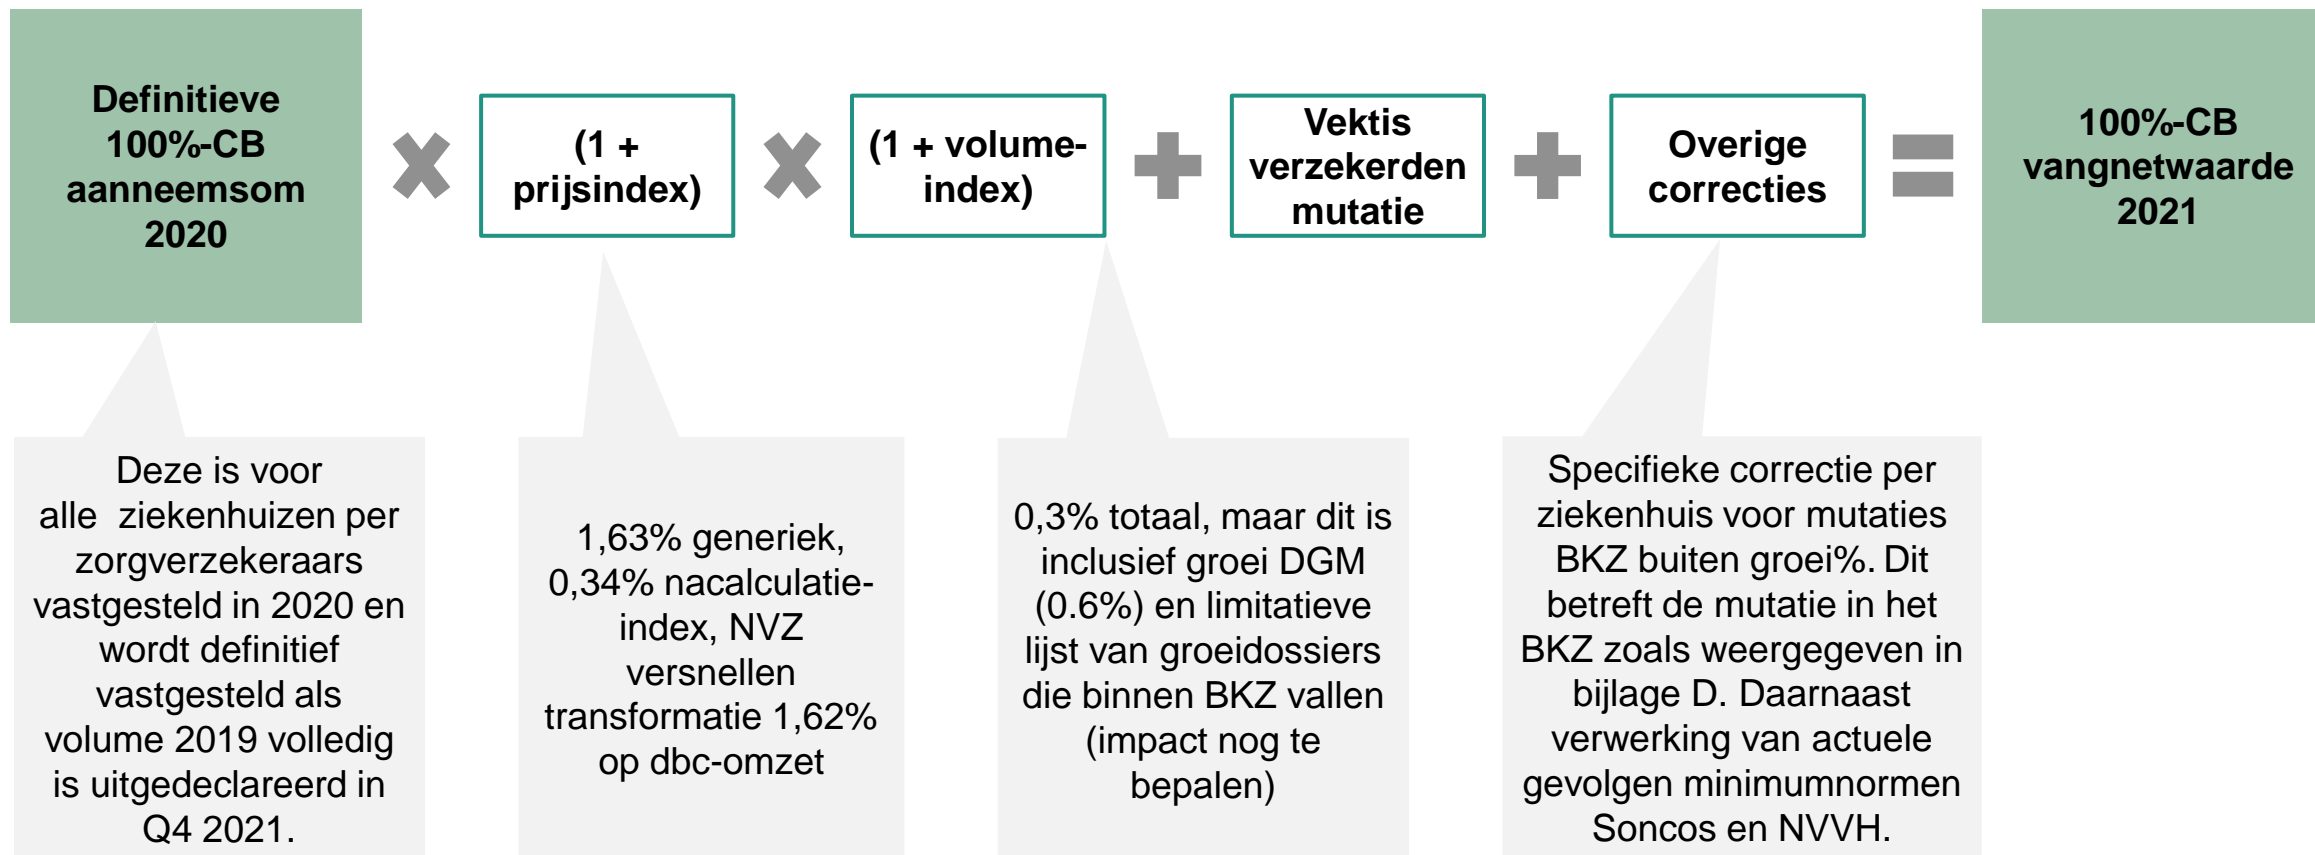 Definitieve
100%-CB
aanneemsom
2020
(1 +
prijsindex)
(1 + volume-
index)
Vektis
verzekerden
mutatie
Overige
correcties
100%-CB
vangnetwaarde
2021
Deze is voor
alle ziekenhuizen per
zorgverzekeraars
vastgesteld in 2020 en
wordt definitief
vastgesteld als
volume 2019 volledig
is uitgedeclareerd in
Q4 2021.
1,63% generiek,
0,34% nacalculatie-
index, NVZ
versnellen
transformatie 1,62%
op dbc-omzet
0,3% totaal, maar dit is
inclusief groei DGM
(0.6%) en limitatieve
lijst van groeidossiers
die binnen BKZ vallen
(impact nog te
bepalen)
Specifieke correctie per
ziekenhuis voor mutaties
BKZ buiten groei%. Dit
betreft de mutatie in het
BKZ zoals weergegeven in
bijlage D. Daarnaast
verwerking van actuele
gevolgen minimumnormen
Soncos en NVVH.